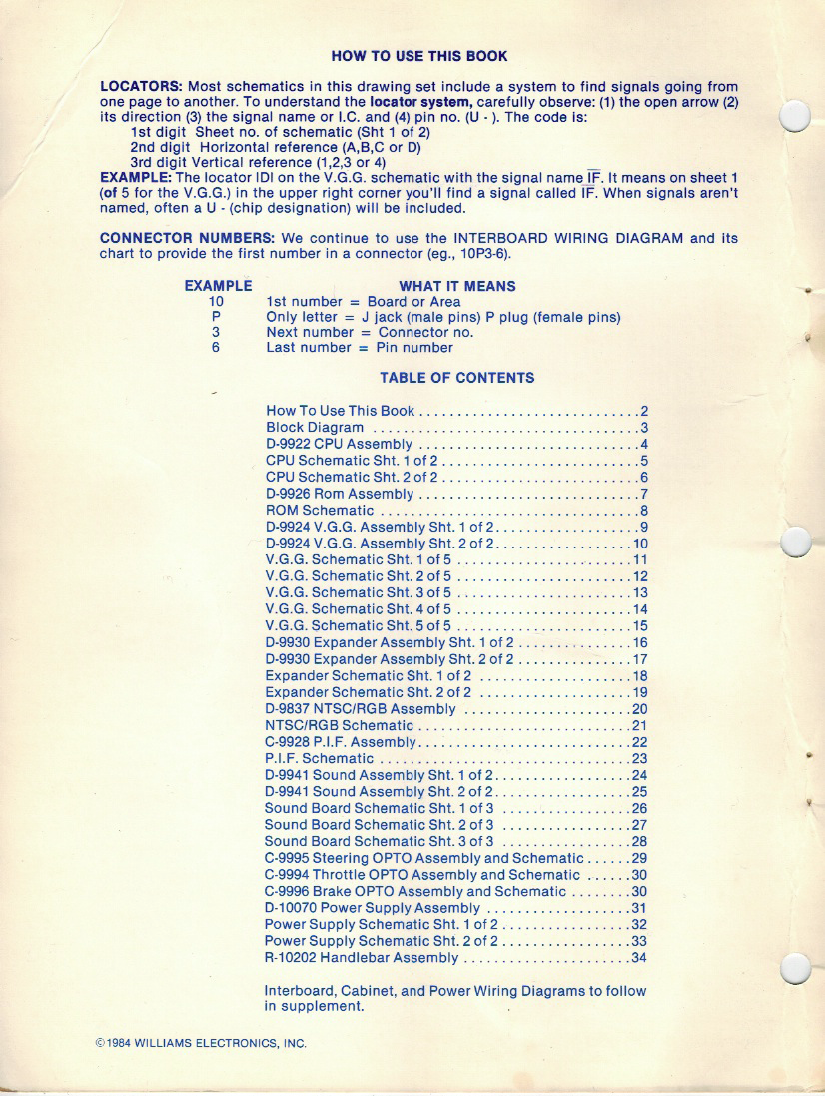 HOW TO USE THIS BOOK
LOCATORS: Most schematics in this drawing set include a system to find signals going from
one page to another. To understand the locator system, carefully observe: (1) the open arrow (2)
its direction (3) the signal name or I.C. and (4) pin no. (U - ). The code is:
1st digit Sheet no. of schematic (Sht 1 of 2)
2nd digit Horizontal reference (A,B,C or D)
3rd digit Vertical reference (1,2,3 or 4)
EXAMPLE: The locator IDI on the V.G.G. schematic with the signal name I̅F̅. It means on sheet 1
(of 5 for the V.G.G.) in the upper right corner you'll find a signal called I̅F̅. When signals aren't
named, often a U - (chip designation) will be included.
CONNECTOR NUMBERS: We continue to use the INTERBOARD WIRING DIAGRAM and its
chart to provide the first number in a connector (eg., 10P3-6).
EXAMPLE WHAT IT MEANS
10 1st number = Board or Area
P Only letter = J jack (male pins) P plug (female pins)
3 Next number = Connector no.
6 Last number = Pin number
TABLE OF CONTENTS
How To Use This Book . . . . . . . . . . . . . . . . . . . . . . . . . . . . . 2
Block Diagram . . . . . . . . . . . . . . . . . . . . . . . . . . . . . . . . . . . 3
D-9922 CPU Assembly . . . . . . . . . . . . . . . . . . . . . . . . . . . . . 4
CPU Schematic Sht. 1 of 2 . . . . . . . . . . . . . . . . . . . . . . . . . . 5
CPU Schematic Sht. 2 of 2 . . . . . . . . . . . . . . . . . . . . . . . . . . 6
D-9926 Rom Assembly . . . . . . . . . . . . . . . . . . . . . . . . . . . . . 7
ROM Schematic . . . . . . . . . . . . . . . . . . . . . . . . . . . . . . . . . . 8
D-9924 V.G.G. Assembly Sht. 1 of 2 . . . . . . . . . . . . . . . . . . . 9
D-9924 V.G.G. Assembly Sht. 2 of 2 . . . . . . . . . . . . . . . . . . 10
V.G.G. Schematic Sht. 1 of 5 . . . . . . . . . . . . . . . . . . . . . . . 11
V.G.G. Schematic Sht. 2 of 5 . . . . . . . . . . . . . . . . . . . . . . . 12
V.G.G. Schematic Sht. 3 of 5 . . . . . . . . . . . . . . . . . . . . . . . 13
V.G.G. Schematic Sht. 4 of 5 . . . . . . . . . . . . . . . . . . . . . . . 14
V.G.G. Schematic Sht. 5 of 5 . . . . . . . . . . . . . . . . . . . . . . . 15
D-9930 Expander Assembly Sht. 1 of 2 . . . . . . . . . . . . . . . 16
D-9930 Expander Assembly Sht. 2 of 2 . . . . . . . . . . . . . . . 17
Expander Schematic Sht. 1 of 2 . . . . . . . . . . . . . . . . . . . . 18
Expander Schematic Sht. 2 of 2 . . . . . . . . . . . . . . . . . . . . 19
D-9837 NTSC/RGB Assembly . . . . . . . . . . . . . . . . . . . . . . 20
NTSC/RGB Schematic . . . . . . . . . . . . . . . . . . . . . . . . . . . . 21
C-9928 P.I.F. Assembly . . . . . . . . . . . . . . . . . . . . . . . . . . . . 22
P.I.F. Schematic . . . . . . . . . . . . . . . . . . . . . . . . . . . . . . . . . 23
D-9941 Sound Assembly Sht. 1 of 2 . . . . . . . . . . . . . . . . . . 24
D-9941 Sound Assembly Sht. 2 of 2 . . . . . . . . . . . . . . . . . . 25
Sound Board Schematic Sht. 1 of 3 . . . . . . . . . . . . . . . . . 26
Sound Board Schematic Sht. 2 of 3 . . . . . . . . . . . . . . . . . 27
Sound Board Schematic Sht. 3 of 3 . . . . . . . . . . . . . . . . . 28
C-9995 Steering OPTO Assembly and Schematic . . . . . . 29
C-9994 Throttle OPTO Assembly and Schematic . . . . . . 30
C-9996 Brake OPTO Assembly and Schematic . . . . . . . . 30
D-10070 Power Supply Assembly . . . . . . . . . . . . . . . . . . . 31
Power Supply Schematic Sht. 1 of 2 . . . . . . . . . . . . . . . . . 32
Power Supply Schematic Sht. 2 of 2 . . . . . . . . . . . . . . . . . 33
R-10202 Handlebar Assembly . . . . . . . . . . . . . . . . . . . . . . 34
Interboard, Cabinet, and Power Wiring Diagrams to follow
in supplement.
©1984 WILLIAMS ELECTRONICS, INC.